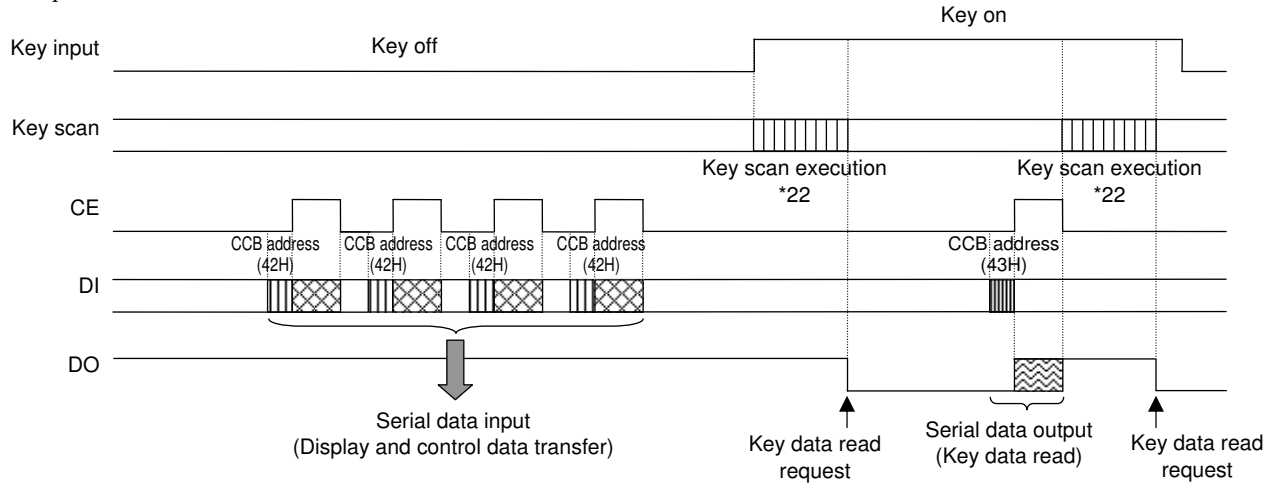 Key on
Key input
Key off
Key scan
Key scan execution
*22
Key scan execution
*22
CE
CCB address
(42H)
CCB address
(42H)
CCB address
(42H)
CCB address
(42H)
CCB address
(43H)
DI
DO
Serial data input
(Display and control data transfer)
Key data read
request
Serial data output
(Key data read)
Key data read
request